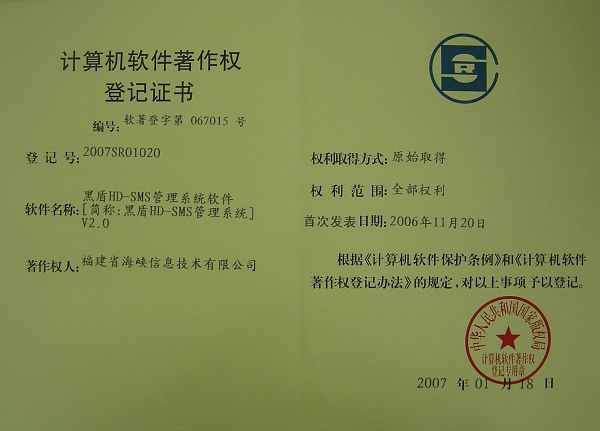 计算机软件著作权
登记证书
编号: 软著登字第 067015 号
登记号: 2007SR01020
软件名称: 黑盾HD-SMS管理系统软件
[简称:黑盾HD-SMS管理系统]
V2.0
著作权人: 福建省海峡信息技术有限公司
SR
权利取得方式: 原始取得
权利范围: 全部权利
首次发表日期: 2006年11月20日
根据《计算机软件保护条例》和《计算机软件
著作权登记办法》的规定,对以上事项予以登记。
中华人民共和国国家版权局
计算机软件著作权
登记专用章
2007 年 01 月 18 日